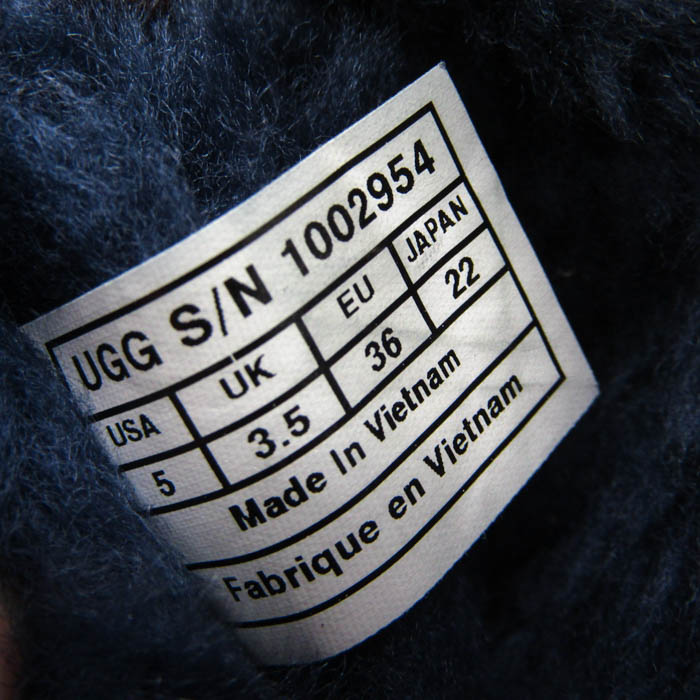 UGG S/N 1002954
USA UK EU JAPAN
5 3.5 36 22
Made In Vietnam
Fabrique en Vietnam